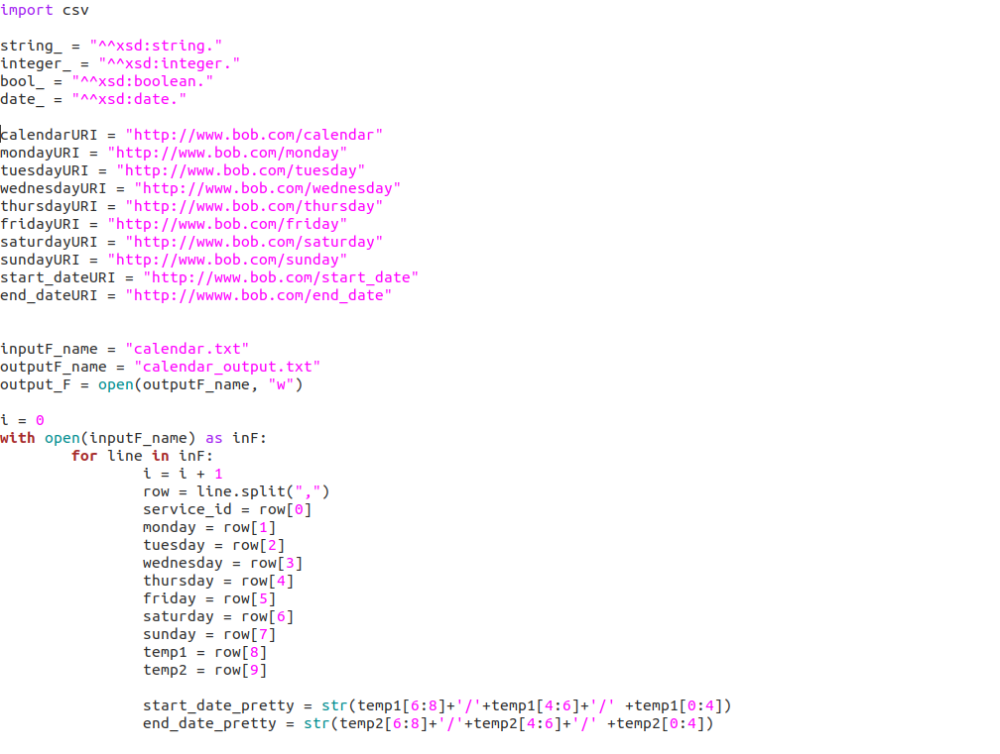 import csv
string_ = "^^xsd:string."
integer_ = "^^xsd:integer."
bool_ = "^^xsd:boolean."
date_ = "^^xsd:date."
calendarURI = "http://www.bob.com/calendar"
mondayURI = "http://www.bob.com/monday"
tuesdayURI = "http://www.bob.com/tuesday"
wednesdayURI = "http://www.bob.com/wednesday"
thursdayURI = "http://www.bob.com/thursday"
fridayURI = "http://www.bob.com/friday"
saturdayURI = "http://www.bob.com/saturday"
sundayURI = "http://www.bob.com/sunday"
start_dateURI = "http://www.bob.com/start_date"
end_dateURI = "http://wwww.bob.com/end_date"
inputF_name = "calendar.txt"
outputF_name = "calendar_output.txt"
output_F = open(outputF_name, "w")
i = 0
with open(inputF_name) as inF:
        for line in inF:
                i = i + 1
                row = line.split(",")
                service_id = row[0]
                monday = row[1]
                tuesday = row[2]
                wednesday = row[3]
                thursday = row[4]
                friday = row[5]
                saturday = row[6]
                sunday = row[7]
                temp1 = row[8]
                temp2 = row[9]
                start_date_pretty = str(temp1[6:8]+'/'+temp1[4:6]+'/' +temp1[0:4])
                end_date_pretty = str(temp2[6:8]+'/'+temp2[4:6]+'/' +temp2[0:4])